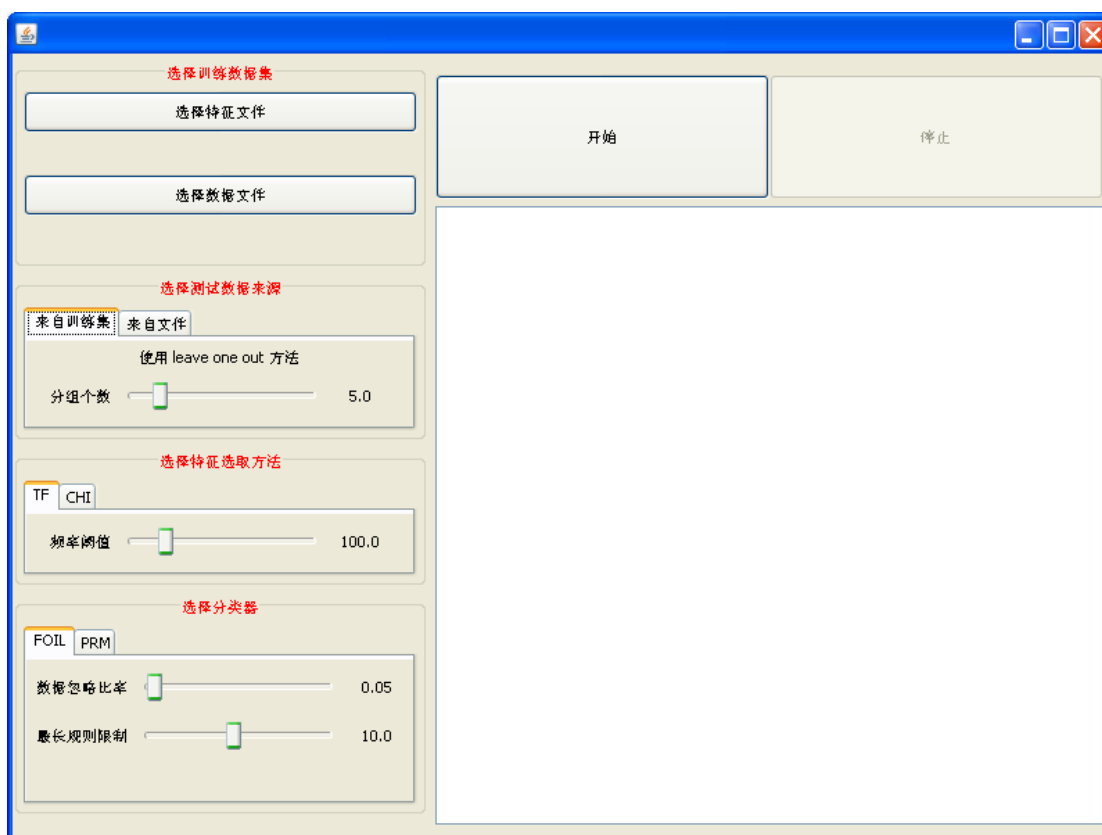 选择训练数据集
选择特征文件
选择数据文件
开始
停止
选择测试数据来源
来自训练集 来自文件
使用 leave one out 方法
分组个数 5.0
选择特征选取方法
TF CHI
频率阈值 100.0
选择分类器
FOIL PRM
数据忽略比率 0.05
最长规则限制 10.0